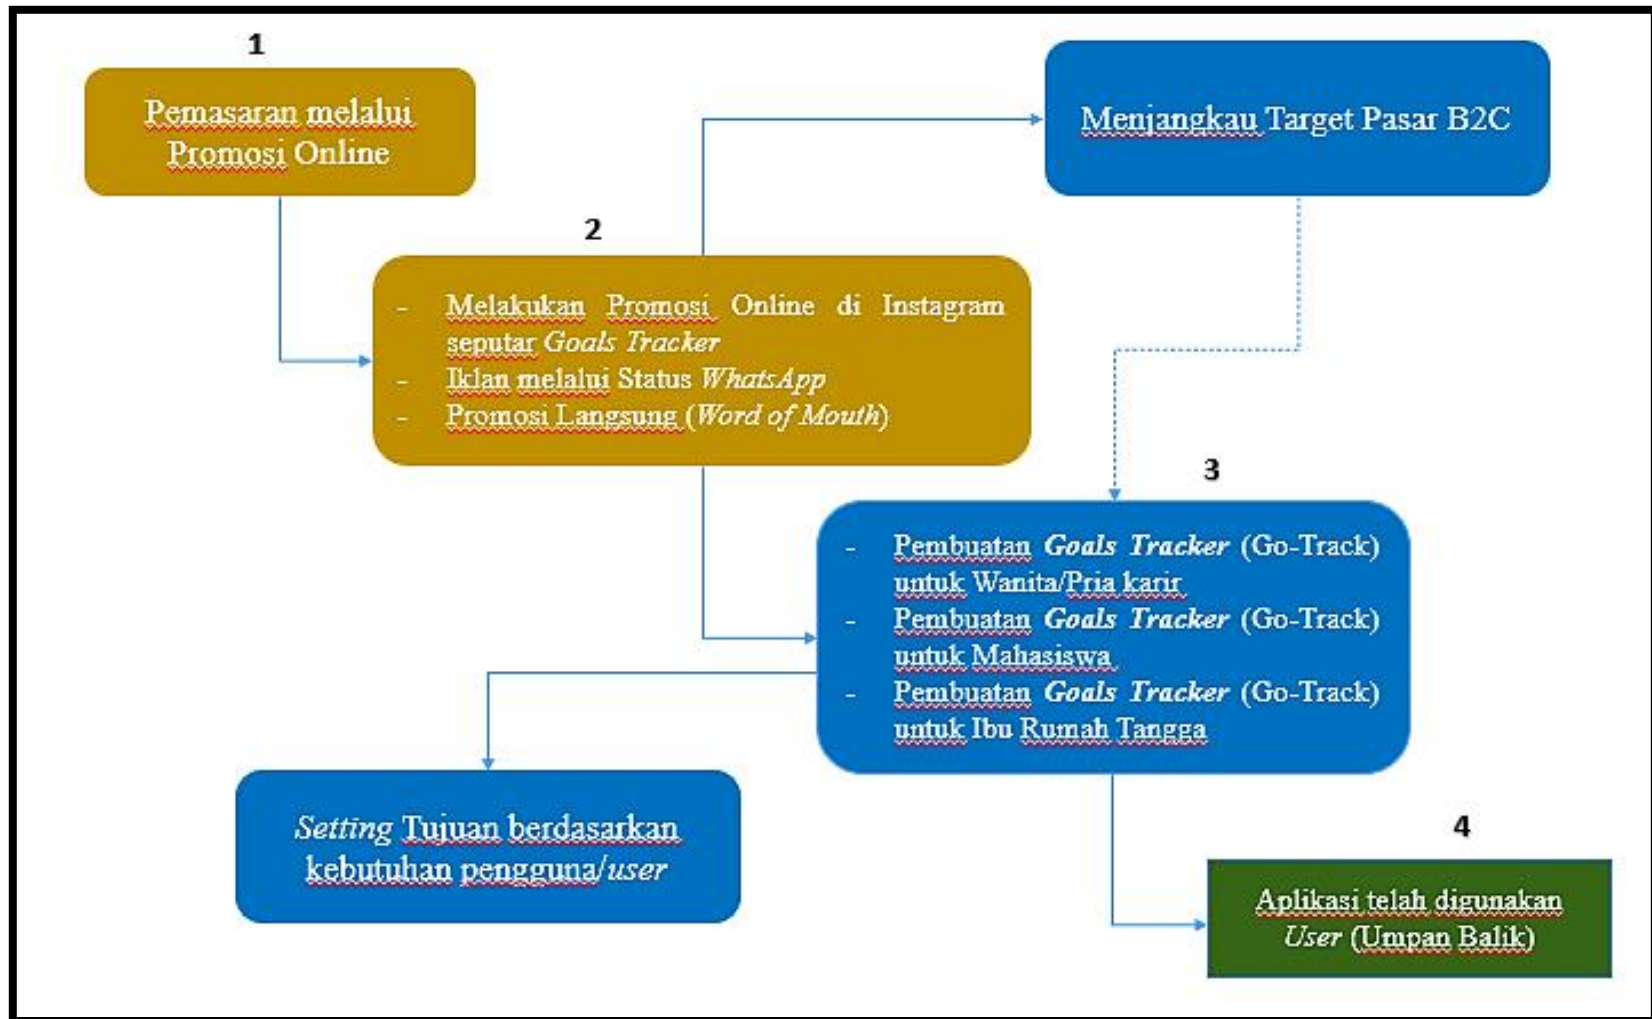 1
Pemasaran melalui
Promosi Online
Menjangkau Target Pasar B2C
2
- Melakukan Promosi Online di Instagram
seputar Goals Tracker
- Iklan melalui Status WhatsApp
- Promosi Langsung (Word of Mouth)
3
- Pembuatan Goals Tracker (Go-Track)
untuk Wanita/Pria karir
- Pembuatan Goals Tracker (Go-Track)
untuk Mahasiswa
- Pembuatan Goals Tracker (Go-Track)
untuk Ibu Rumah Tangga
Setting Tujuan berdasarkan
kebutuhan pengguna/user
4
Aplikasi telah digunakan
User (Umpan Balik)